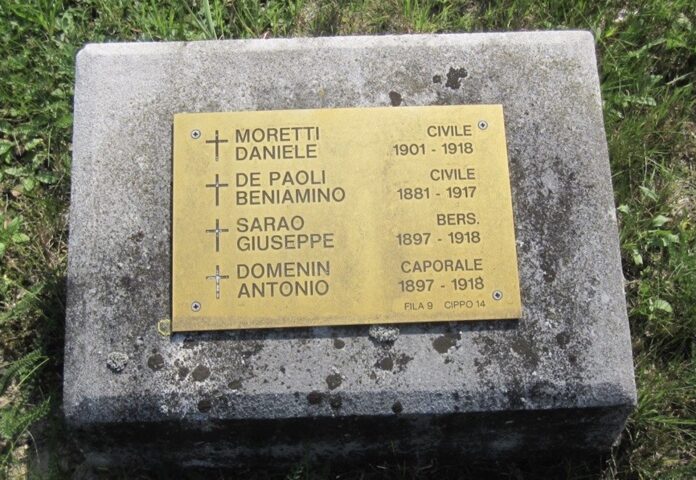 MORETTI CIVILE
DANIELE 1901 - 1918
DE PAOLI CIVILE
BENIAMINO 1881 - 1917
SARAO BERS.
GIUSEPPE 1897 - 1918
DOMENIN CAPORALE
ANTONIO 1897 - 1918
FILA 9 CIPPO 14